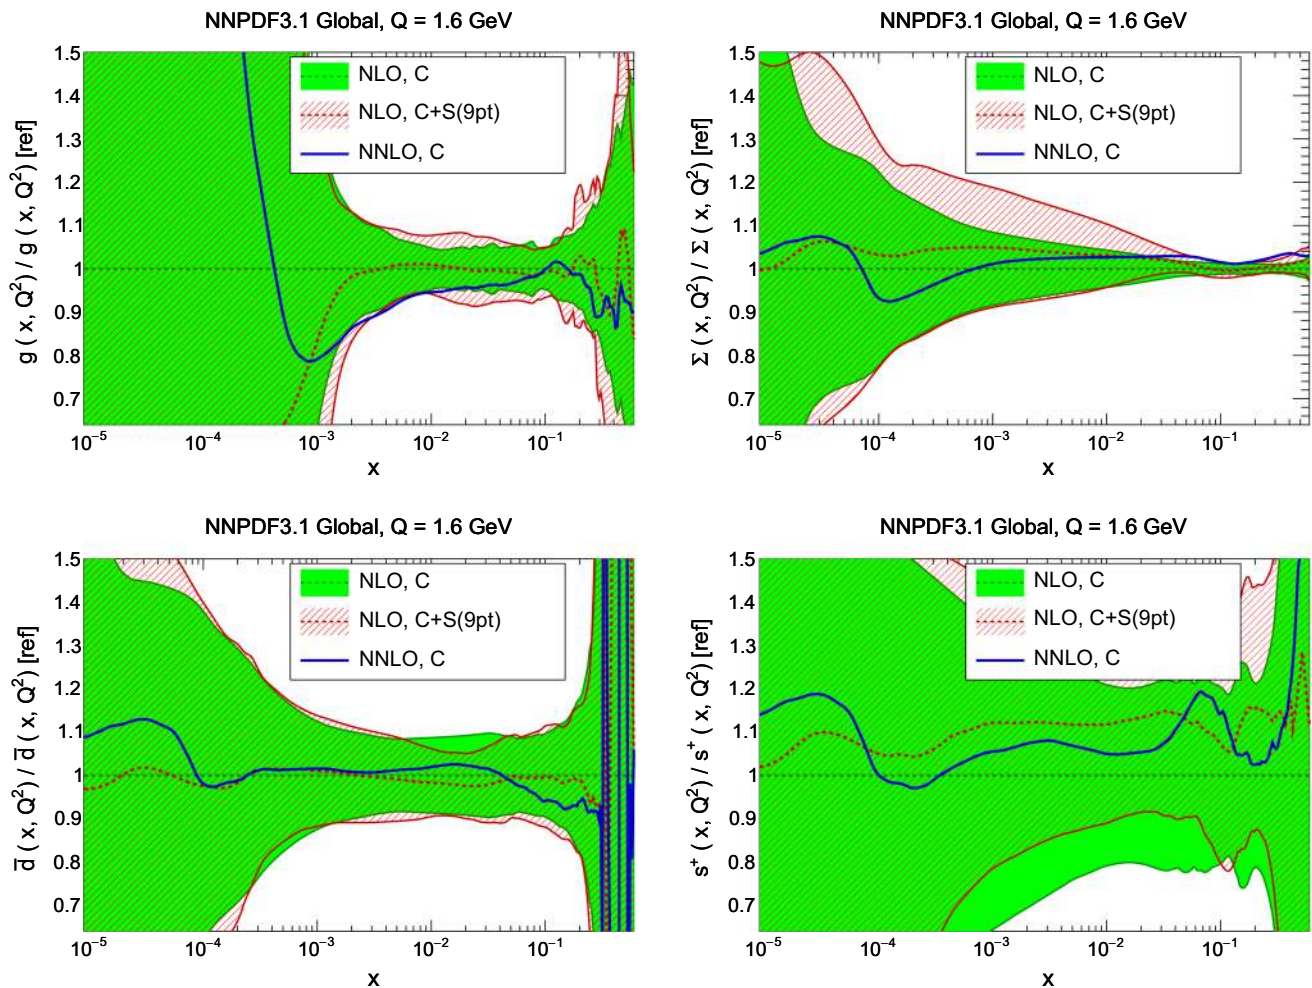 NNPDF3.1 Global, Q = 1.6 GeV
g ( x, Q²) / g ( x, Q²) [ref]
1.5
1.4
1.3
1.2
1.1
1
0.9
0.8
0.7
NLO, C
NLO, C+S(9pt)
NNLO, C
10⁻⁵ 10⁻⁴ 10⁻³ 10⁻² 10⁻¹
x
NNPDF3.1 Global, Q = 1.6 GeV
Σ ( x, Q²) / Σ ( x, Q²) [ref]
1.5
1.4
1.3
1.2
1.1
1
0.9
0.8
0.7
NLO, C
NLO, C+S(9pt)
NNLO, C
10⁻⁵ 10⁻⁴ 10⁻³ 10⁻² 10⁻¹
x
NNPDF3.1 Global, Q = 1.6 GeV
d̅ ( x, Q²) / d̅ ( x, Q²) [ref]
1.5
1.4
1.3
1.2
1.1
1
0.9
0.8
0.7
NLO, C
NLO, C+S(9pt)
NNLO, C
10⁻⁵ 10⁻⁴ 10⁻³ 10⁻² 10⁻¹
x
NNPDF3.1 Global, Q = 1.6 GeV
s⁺ ( x, Q²) / s⁺ ( x, Q²) [ref]
1.5
1.4
1.3
1.2
1.1
1
0.9
0.8
0.7
NLO, C
NLO, C+S(9pt)
NNLO, C
10⁻⁵ 10⁻⁴ 10⁻³ 10⁻² 10⁻¹
x